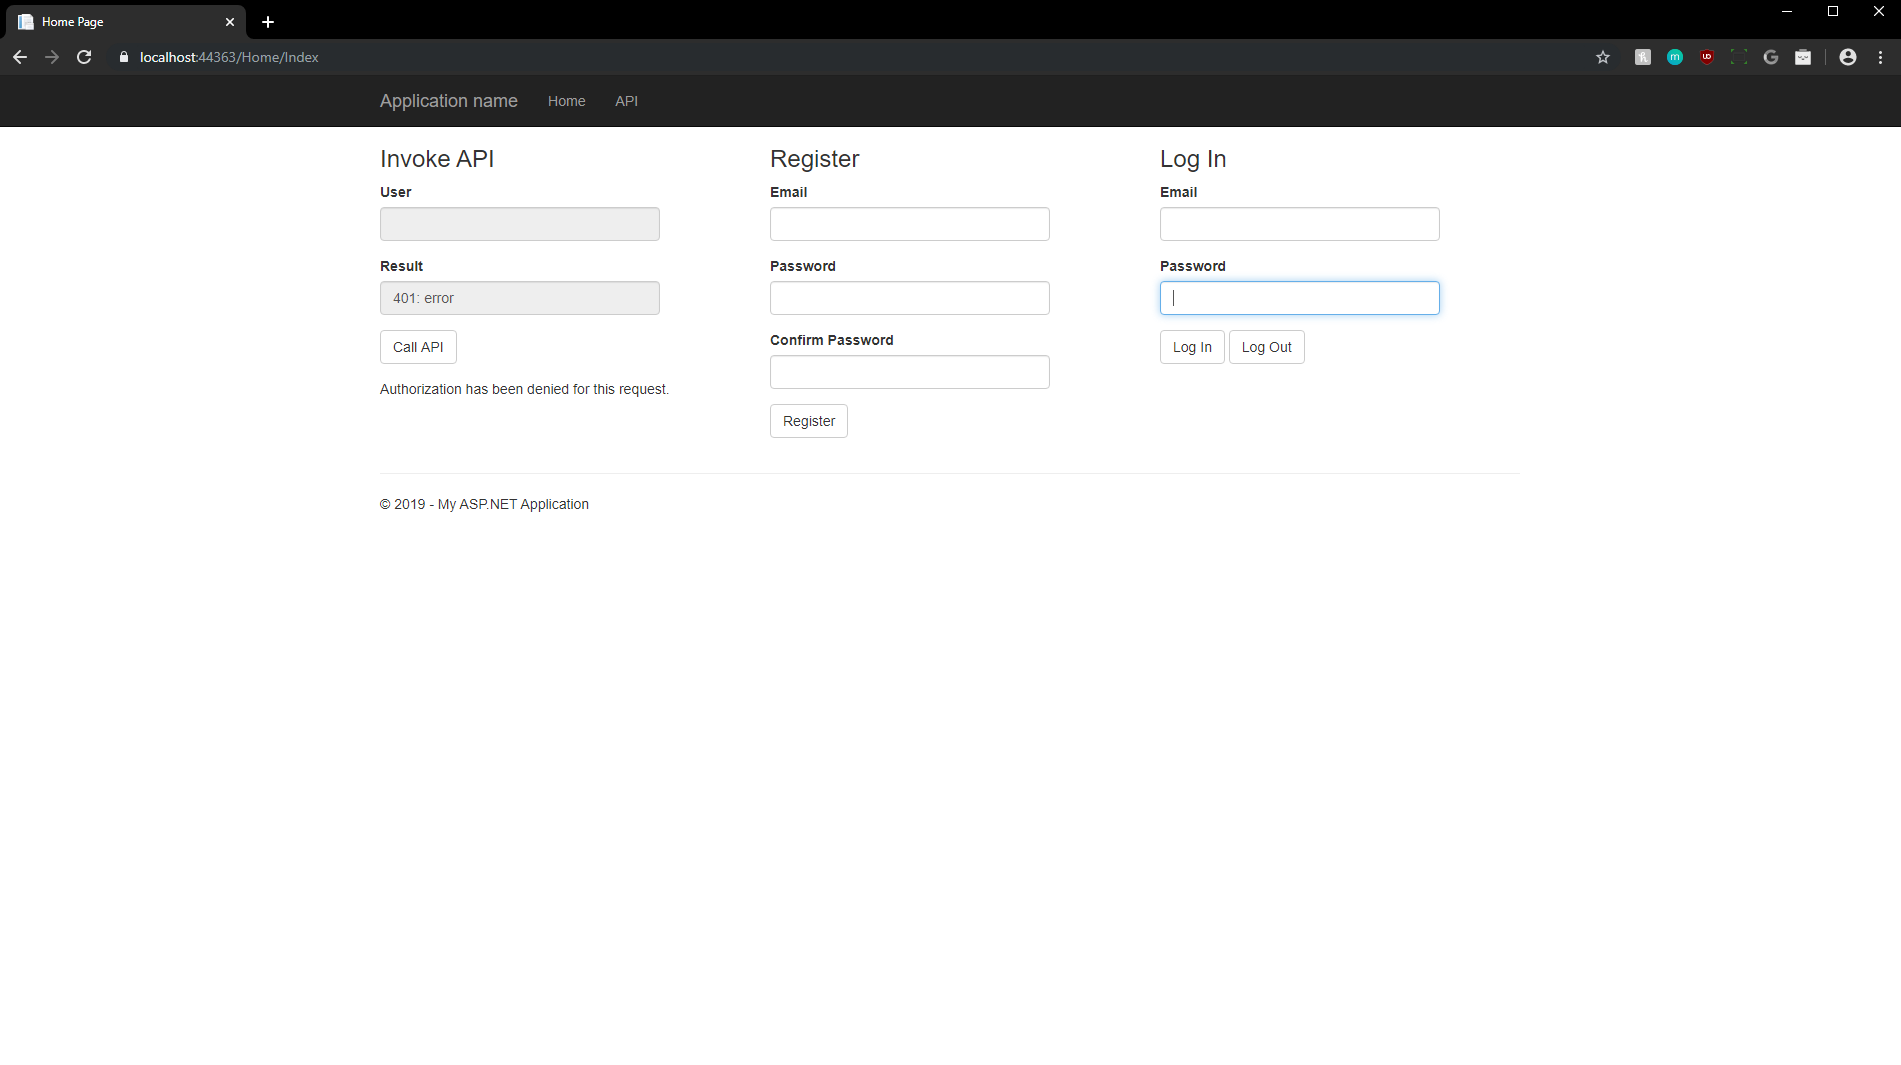 Home Page
localhost:44363/Home/Index
Application name Home API
Invoke API
User
Result
401: error
Call API
Authorization has been denied for this request.
Register
Email
Password
Confirm Password
Register
Log In
Email
Password
Log In Log Out
© 2019 - My ASP.NET Application